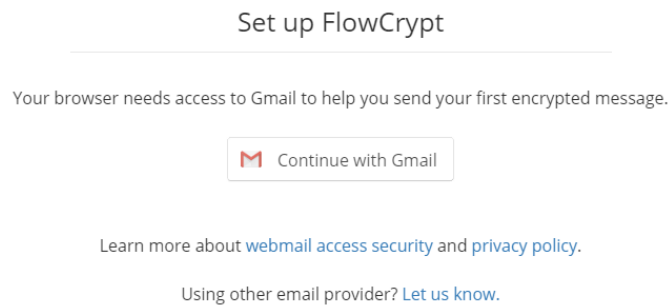 Set up FlowCrypt
Your browser needs access to Gmail to help you send your first encrypted message.
Continue with Gmail
Learn more about webmail access security and privacy policy.
Using other email provider? Let us know.